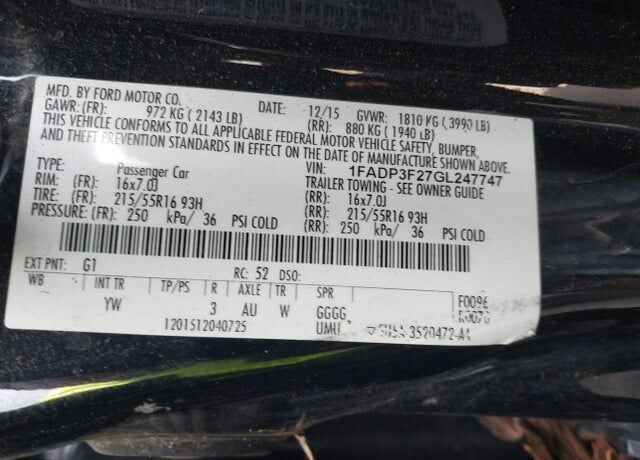 MFD. BY FORD MOTOR CO. DATE: 12/15 GVWR: 1810 KG ( 3990 LB)
GAWR: (FR): 972 KG ( 2143 LB) (RR): 880 KG ( 1940 LB)
THIS VEHICLE CONFORMS TO ALL APPLICABLE FEDERAL MOTOR VEHICLE SAFETY, BUMPER,
AND THEFT PREVENTION STANDARDS IN EFFECT ON THE DATE OF MANUFACTURE SHOWN ABOVE.
VIN: 1FADP3F27GL247747
TYPE: Passenger Car TRAILER TOWING - SEE OWNER GUIDE
RIM: (FR): 16x7.0J (RR): 16x7.0J
TIRE: (FR): 215/55R16 93H (RR): 215/55R16 93H
PRESSURE: (FR): 250 kPa/ 36 PSI COLD (RR): 250 kPa/ 36 PSI COLD
EXT PNT: G1 RC: 52 DSO:
WB INT TR TP/PS R AXLE TR SPR
YW 3 AU W GGGG
1201512040725 UMU
F0096
3520472-AA